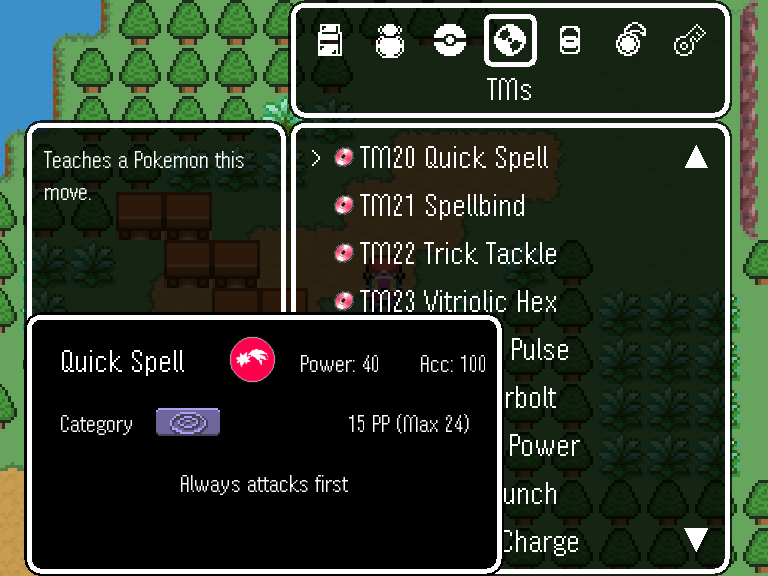 TMs
Teaches a Pokemon this
move.
> TM20 Quick Spell
TM21 Spellbind
TM22 Trick Tackle
TM23 Vitriolic Hex
Pulse
rbolt
Power
unch
Charge
Quick Spell
Power: 40
Acc: 100
Category
15 PP (Max 24)
Always attacks first